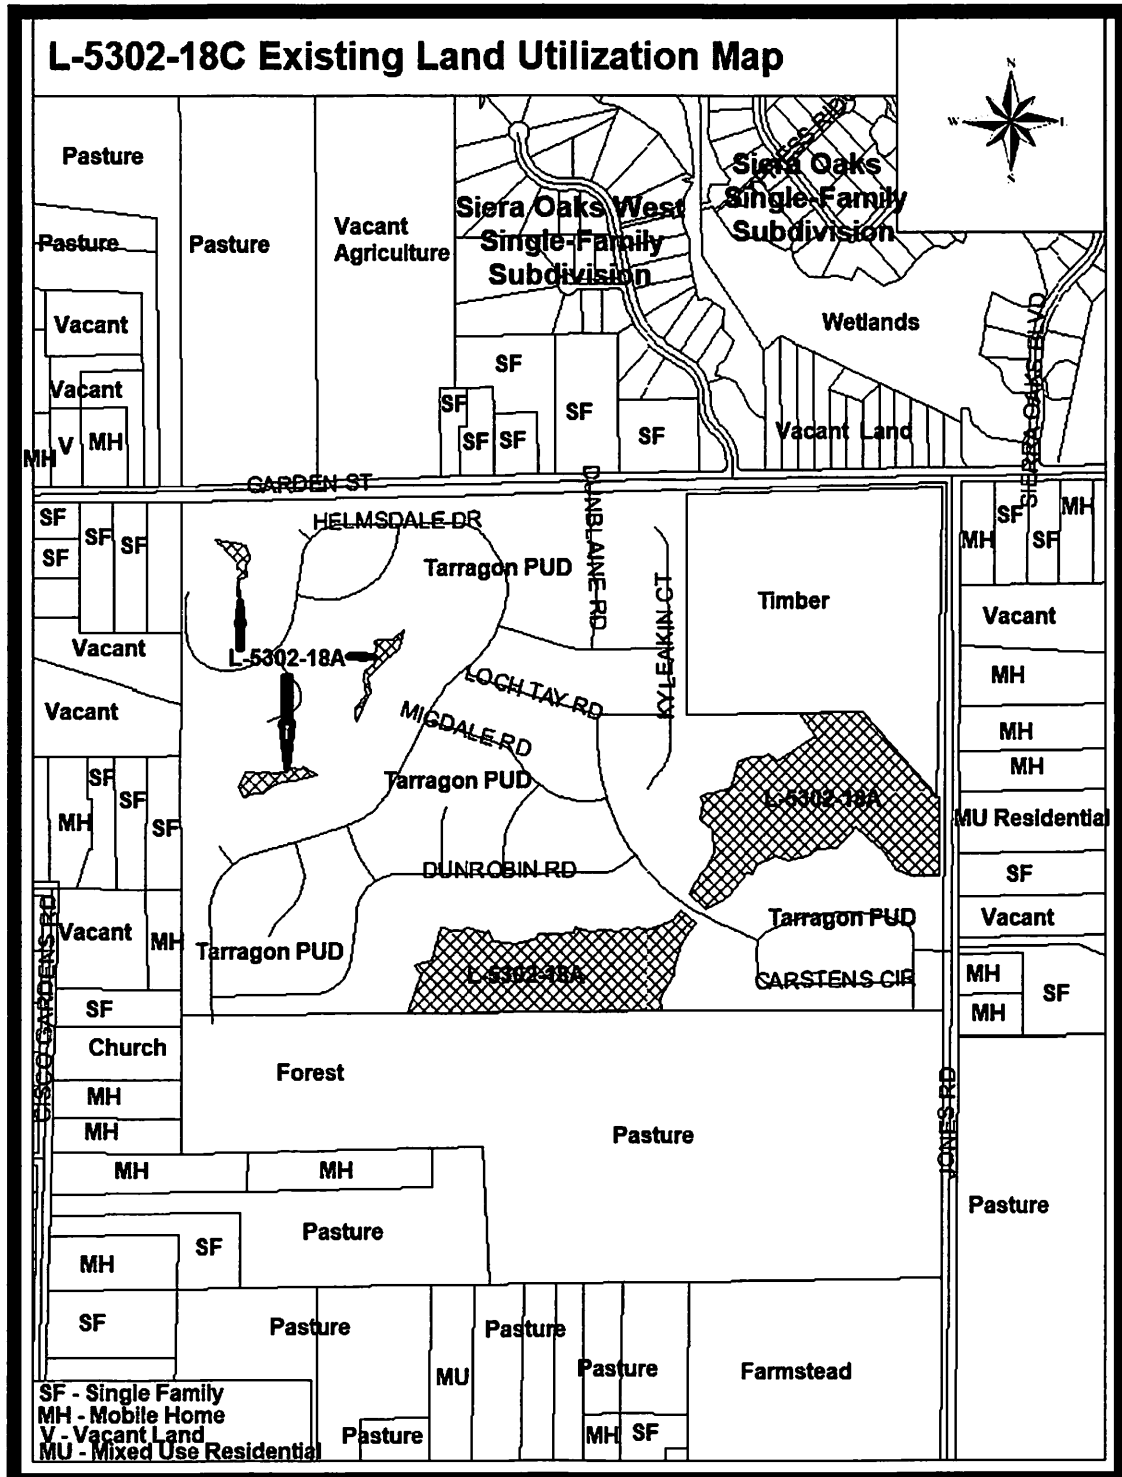 L-5302-18C Existing Land Utilization Map
N
W
E
S
Pasture
Pasture
Pasture
Vacant
Agriculture
Siera Oaks West
Single-Family
Subdivision
Siera Oaks
Single-Family
Subdivision
Wetlands
SIERRA OAKS BLVD
Vacant
Vacant
V
MH
MH
SF
SF
SF
SF
SF
SF
Vacant Land
GARDEN ST
SF
SF
SF
SF
HELMSDALE DR
Tarragon PUD
DUNBLAINE RD
KYLEAKIN CT
Timber
MH
SF
SF
MH
Vacant
Vacant
L-5302-18A
LOCH TAY RD
MIGDALE RD
Tarragon PUD
Vacant
MH
MH
MH
SF
SF
MH
SF
L-5302-18A
MU Residential
DUNROBIN RD
SF
CISCO GARDENS RD
Vacant
MH
Tarragon PUD
L-5302-18A
Tarragon PUD
CARSTENS CIR
Vacant
MH
MH
SF
SF
Church
MH
MH
MH
MH
Forest
Pasture
JONES RD
Pasture
Pasture
MH
SF
SF
Pasture
MU
Pasture
Pasture
Farmstead
Pasture
MH
SF
SF - Single Family
MH - Mobile Home
V - Vacant Land
MU - Mixed Use Residential